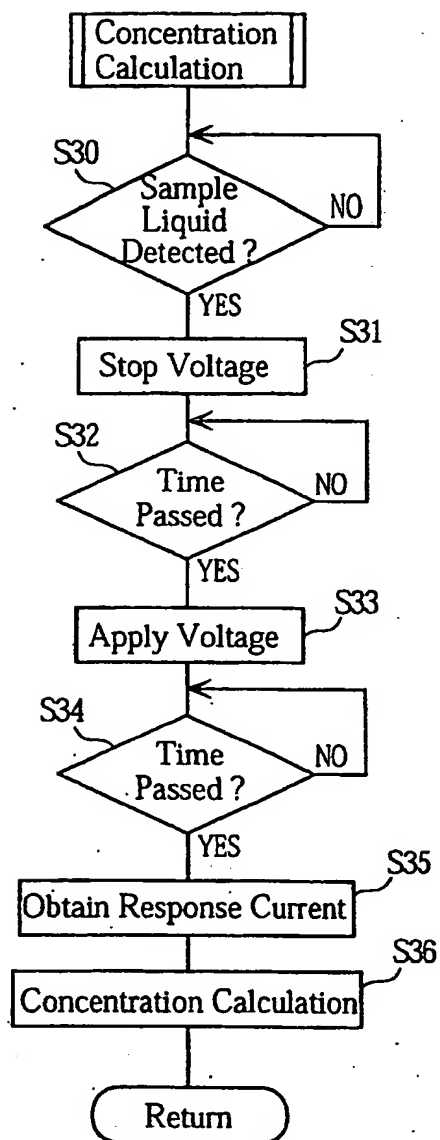 Concentration
Calculation
S30
Sample
Liquid
Detected ?
NO
YES
S31
Stop Voltage
S32
Time
Passed ?
NO
YES
S33
Apply Voltage
S34
Time
Passed ?
NO
YES
S35
Obtain Response Current
S36
Concentration Calculation
Return